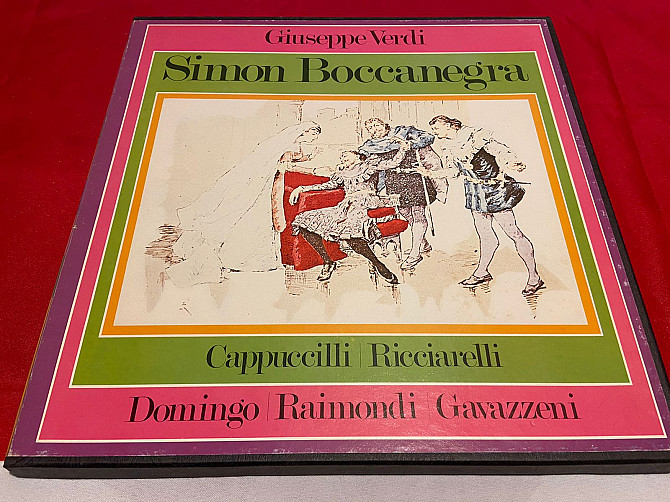 Giuseppe Verdi
Simon Boccanegra
Cappuccilli | Ricciarelli
Domingo | Raimondi | Gavazzeni